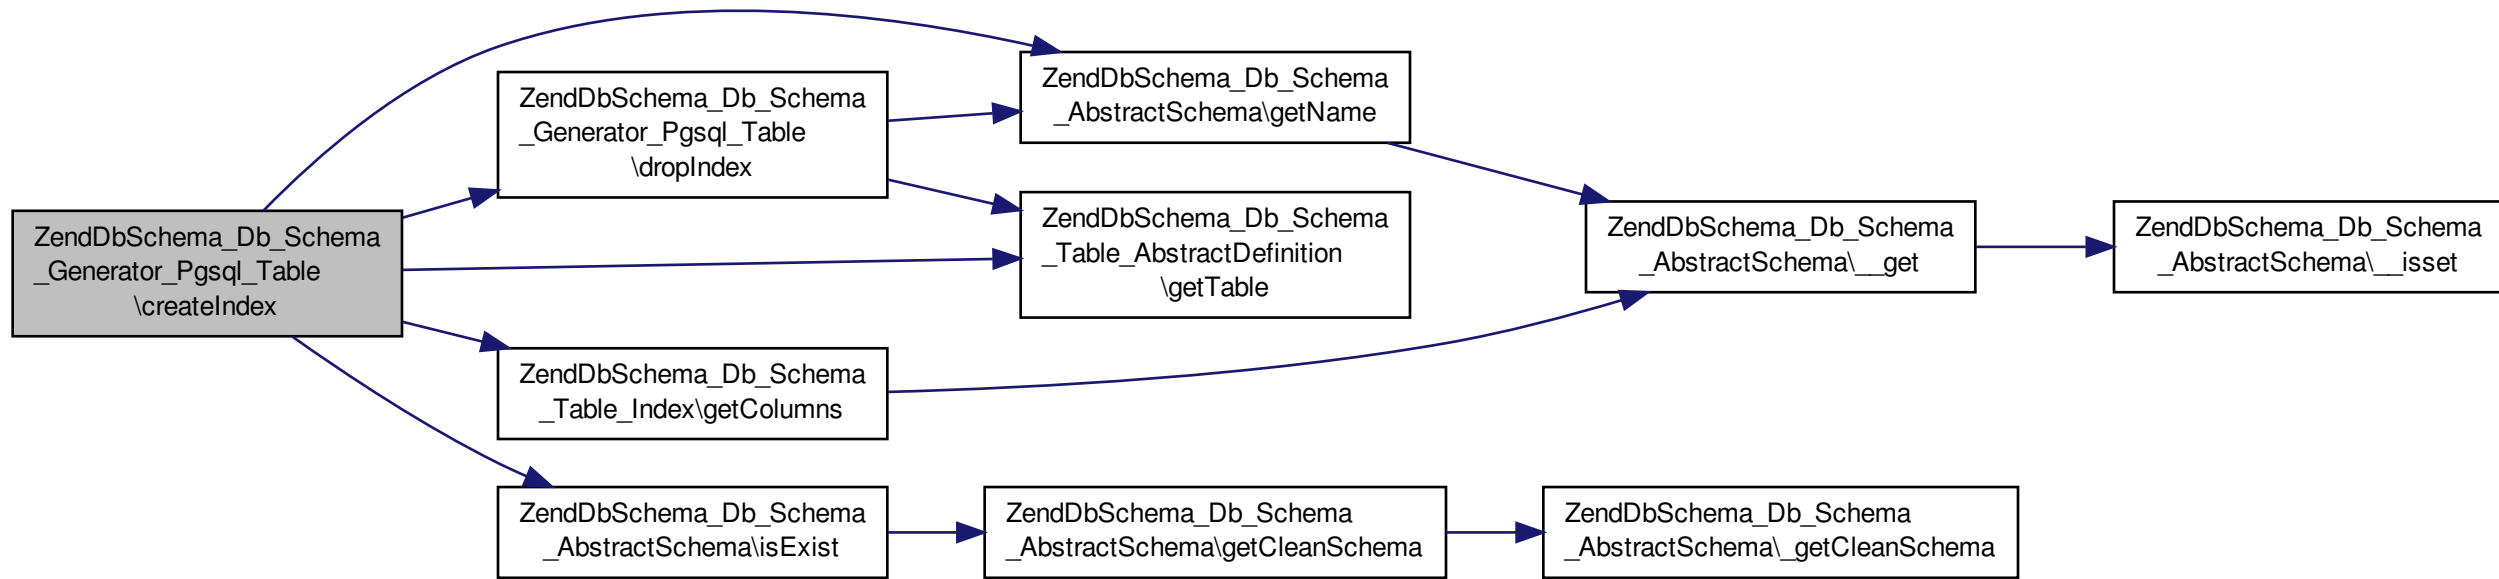 ZendDbSchema_Db_Schema
_Generator_Pgsql_Table
\createIndex
ZendDbSchema_Db_Schema
_Generator_Pgsql_Table
\dropIndex
ZendDbSchema_Db_Schema
_Table_Index\getColumns
ZendDbSchema_Db_Schema
_AbstractSchema\isExist
ZendDbSchema_Db_Schema
_AbstractSchema\getName
ZendDbSchema_Db_Schema
_Table_AbstractDefinition
\getTable
ZendDbSchema_Db_Schema
_AbstractSchema\getCleanSchema
ZendDbSchema_Db_Schema
_AbstractSchema\__get
ZendDbSchema_Db_Schema
_AbstractSchema\_getCleanSchema
ZendDbSchema_Db_Schema
_AbstractSchema\__isset